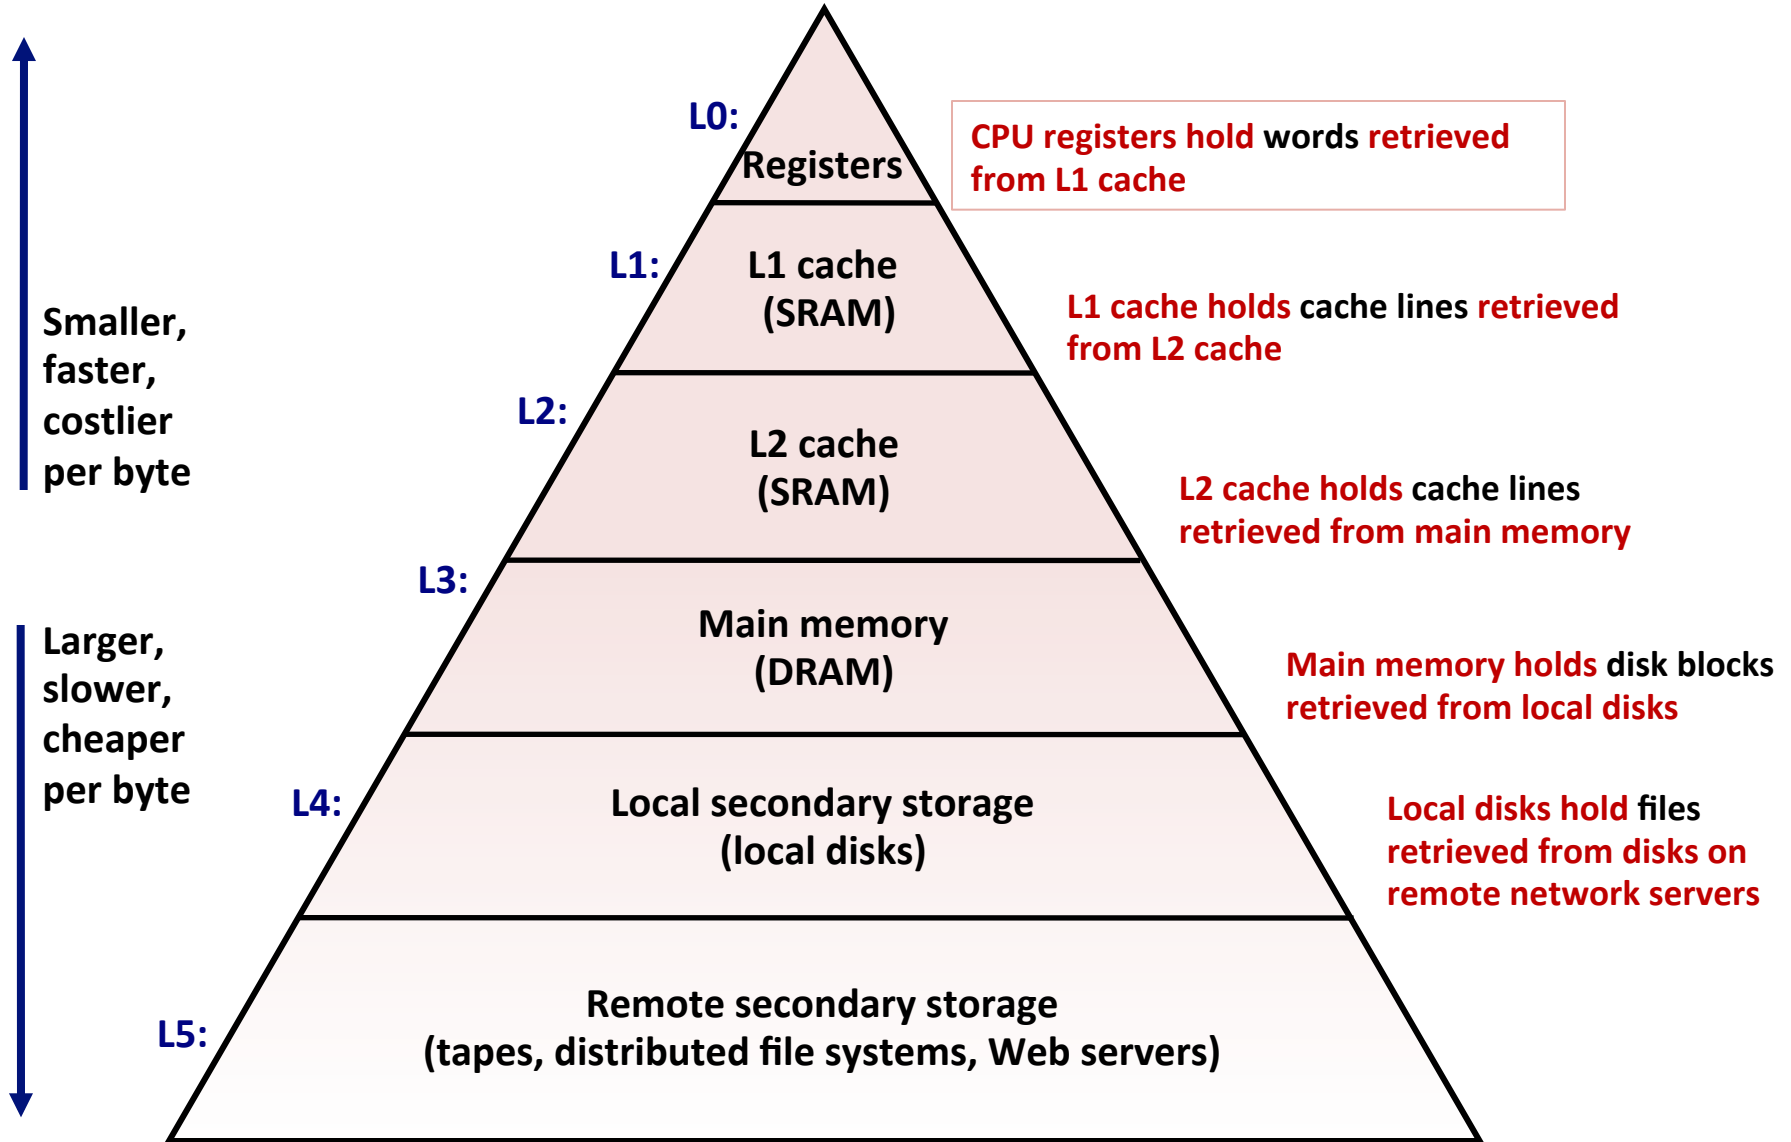 L0:
Registers
CPU registers hold words retrieved
from L1 cache
L1:
L1 cache
(SRAM)
L1 cache holds cache lines retrieved
from L2 cache
Smaller,
faster,
costlier
per byte
L2:
L2 cache
(SRAM)
L2 cache holds cache lines
retrieved from main memory
L3:
Main memory
(DRAM)
Main memory holds disk blocks
retrieved from local disks
Larger,
slower,
cheaper
per byte
L4:
Local secondary storage
(local disks)
Local disks hold files
retrieved from disks on
remote network servers
L5:
Remote secondary storage
(tapes, distributed file systems, Web servers)